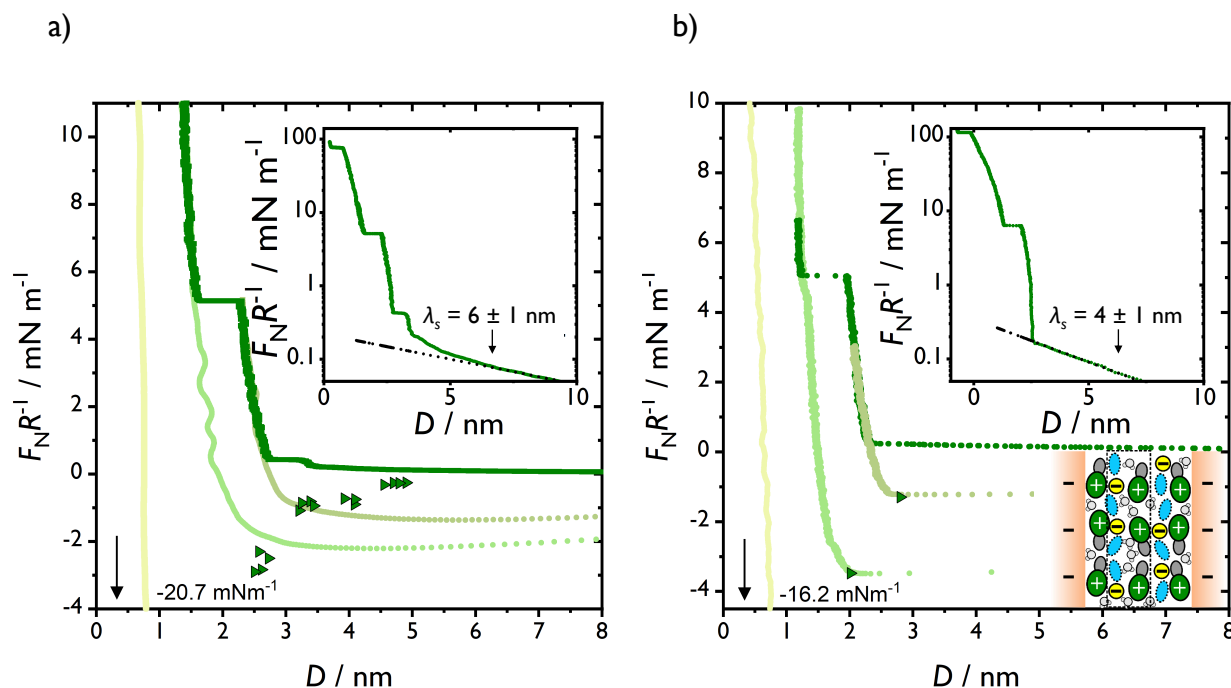 a)
b)
F_N R⁻¹ / mN m⁻¹
10
8
6
4
2
0
-2
-4
0 1 2 3 4 5 6 7 8
D / nm
-20.7 mNm⁻¹
F_N R⁻¹ / mN m⁻¹
100
10
1
0.1
0 5 10
D / nm
λ_s = 6 ± 1 nm
F_N R⁻¹ / mN m⁻¹
10
8
6
4
2
0
-2
-4
0 1 2 3 4 5 6 7 8
D / nm
-16.2 mNm⁻¹
F_N R⁻¹ / mN m⁻¹
100
10
1
0.1
0 5 10
D / nm
λ_s = 4 ± 1 nm